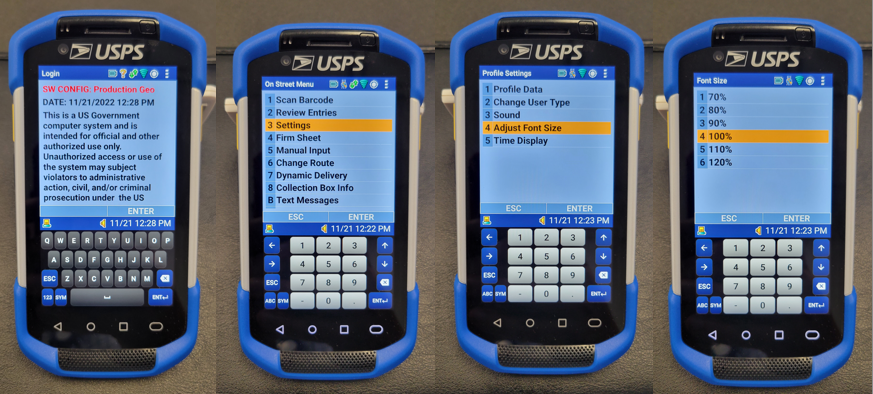 USPS
Login
SW CONFIG: Production Geo
DATE: 11/21/2022 12:28 PM
This is a US Government
computer system and is
intended for official and other
authorized use only.
Unauthorized access or use of
the system may subject
violators to administrative
action, civil, and/or criminal
prosecution under the US
ENTER
11/21 12:28 PM
Q W E R T Y U I O P
A S D F G H J K L
ESC Z X C V B N M
123 SYM ENT
USPS
On Street Menu
1 Scan Barcode
2 Review Entries
3 Settings
4 Firm Sheet
5 Manual Input
6 Change Route
7 Dynamic Delivery
8 Collection Box Info
B Text Messages
ESC ENTER
11/21 12:22 PM
1 2 3
4 5 6
7 8 9
ESC
ABC SYM - 0 . ENT
USPS
Profile Settings
1 Profile Data
2 Change User Type
3 Sound
4 Adjust Font Size
5 Time Display
ESC ENTER
11/21 12:23 PM
1 2 3
4 5 6
ESC 7 8 9
ABC SYM - 0 . ENT
USPS
Font Size
1 70%
2 80%
3 90%
4 100%
5 110%
6 120%
ESC ENTER
11/21 12:23 PM
1 2 3
4 5 6
ESC 7 8 9
ABC SYM - 0 . ENT